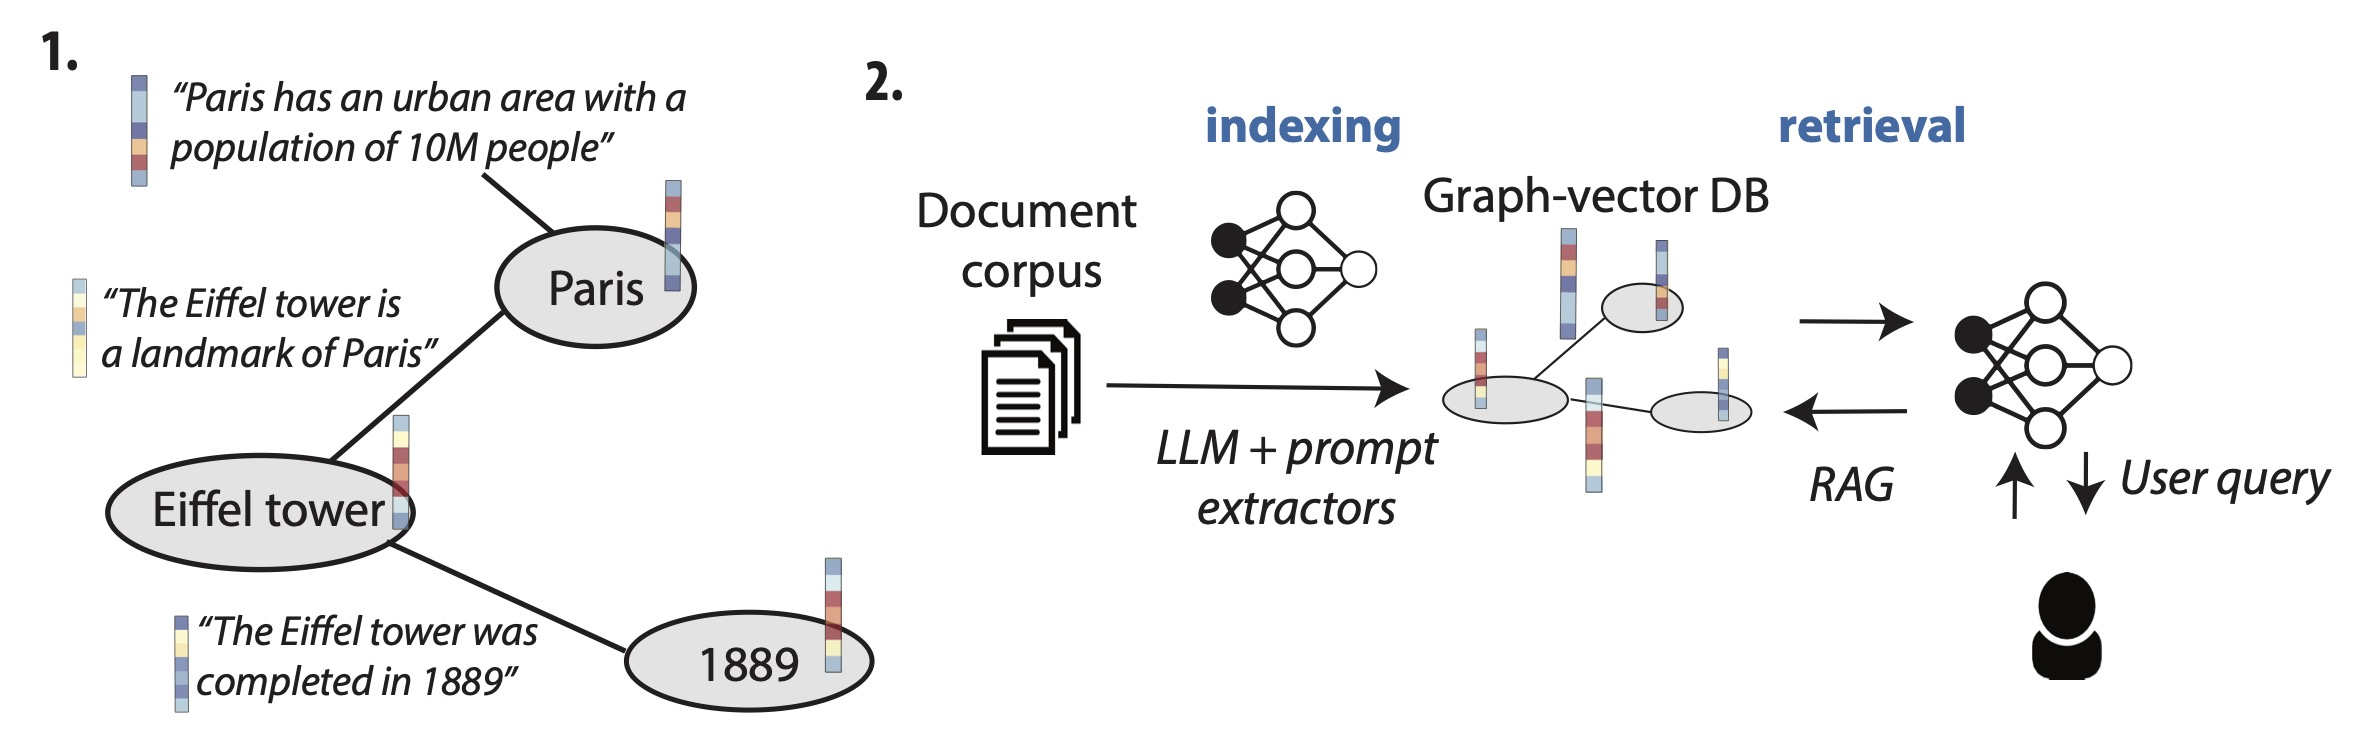 1.
“Paris has an urban area with a
population of 10M people”
Paris
“The Eiffel tower is
a landmark of Paris”
Eiffel tower
“The Eiffel tower was
completed in 1889”
1889
2.
indexing
retrieval
Document
corpus
Graph-vector DB
LLM + prompt
extractors
RAG
User query